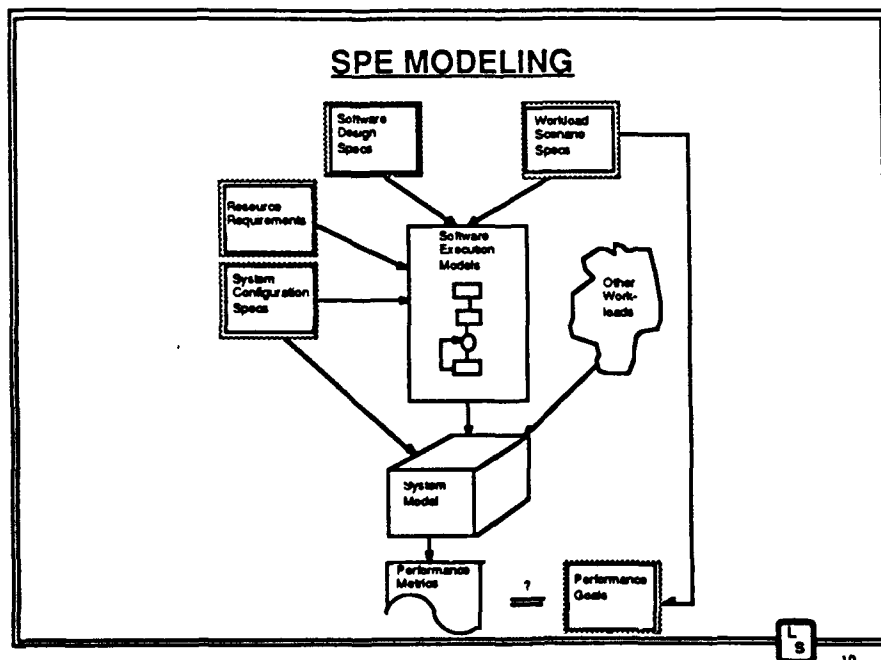 SPE MODELING
Software
Design
Specs
Workload
Scenario
Specs
Resource
Requirements
System
Configuration
Specs
Software
Execution
Models
Other
Work-
loads
System
Model
Performance
Metrics
?
Performance
Goals
L
S